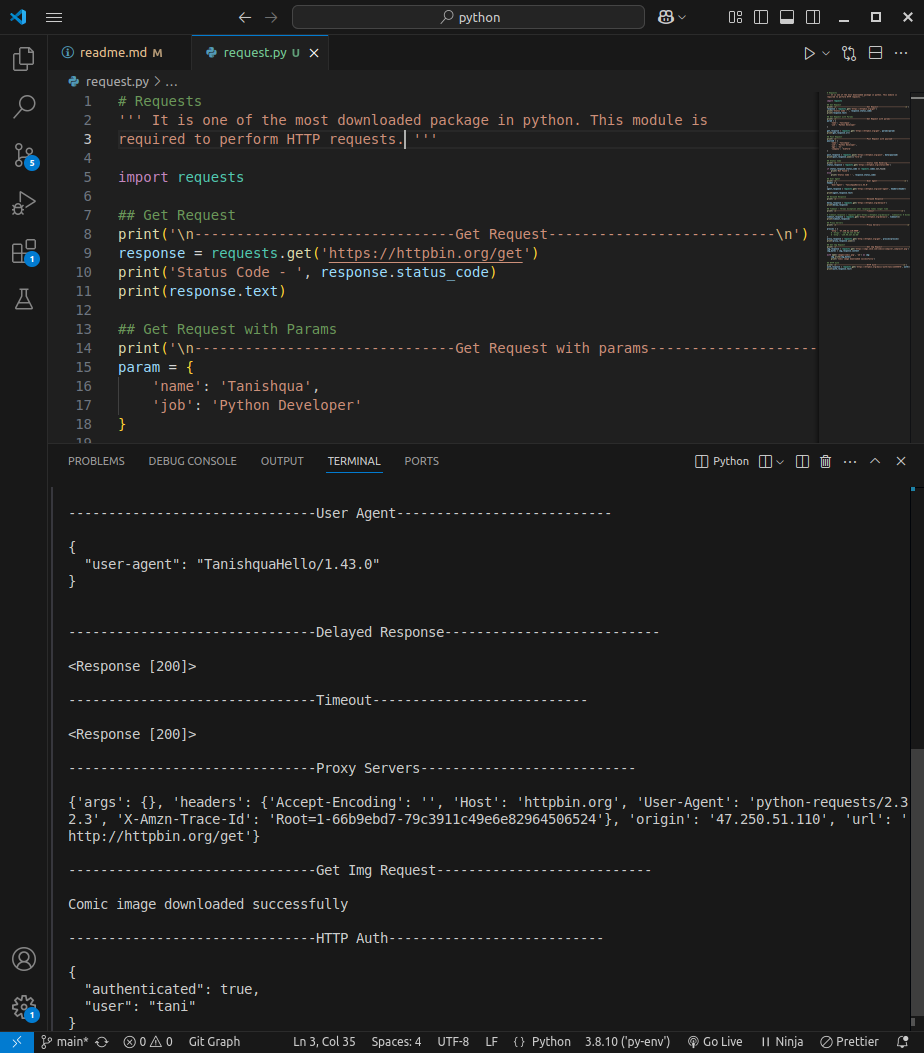 python
readme.md M
request.py U
request.py > ...
1 # Requests
2 ''' It is one of the most downloaded package in python. This module is
3 required to perform HTTP requests. '''
4
5 import requests
6
7 ## Get Request
8 print('\n-------------------------------Get Request---------------------------\n')
9 response = requests.get('https://httpbin.org/get')
10 print('Status Code - ', response.status_code)
11 print(response.text)
12
13 ## Get Request with Params
14 print('\n-------------------------------Get Request with params--------------------
15 param = {
16 'name': 'Tanishqua',
17 'job': 'Python Developer'
18 }
19
PROBLEMS DEBUG CONSOLE OUTPUT TERMINAL PORTS Python
-------------------------------User Agent---------------------------
{
"user-agent": "TanishquaHello/1.43.0"
}
-------------------------------Delayed Response---------------------------
<Response [200]>
-------------------------------Timeout---------------------------
<Response [200]>
-------------------------------Proxy Servers---------------------------
{'args': {}, 'headers': {'Accept-Encoding': '', 'Host': 'httpbin.org', 'User-Agent': 'python-requests/2.3
2.3', 'X-Amzn-Trace-Id': 'Root=1-66b9ebd7-79c3911c49e6e82964506524'}, 'origin': '47.250.51.110', 'url': '
http://httpbin.org/get'}
-------------------------------Get Img Request---------------------------
Comic image downloaded successfully
-------------------------------HTTP Auth---------------------------
{
"authenticated": true,
"user": "tani"
}
5
1
1
main* 0 0 Git Graph Ln 3, Col 35 Spaces: 4 UTF-8 LF {} Python 3.8.10 ('py-env') Go Live Ninja Prettier